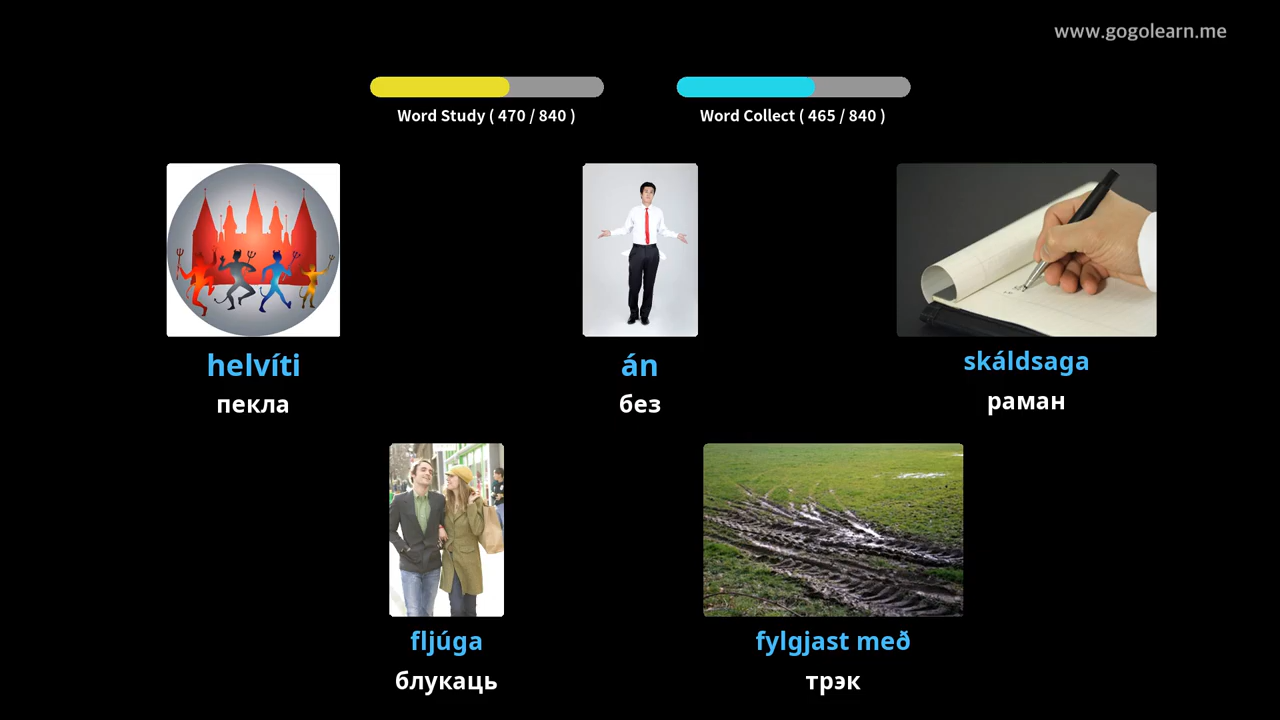 www.gogolearn.me
Word Study ( 470 / 840 )
Word Collect ( 465 / 840 )
helvíti
пекла
án
без
skáldsaga
раман
fljúga
блукаць
fylgjast með
трэк